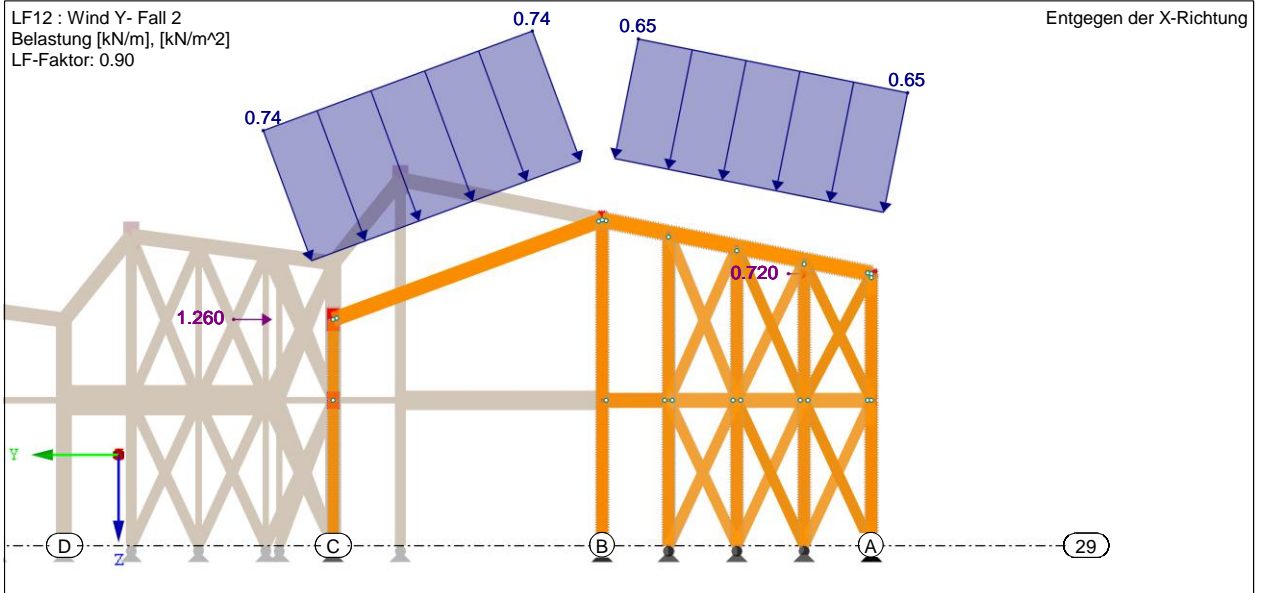 LF12 : Wind Y- Fall 2
Entgegen der X-Richtung
Belastung [kN/m], [kN/m^2]
LF-Faktor: 0.90
0.74
0.65
0.65
0.74
0.720
1.260
Y
Z
D
C
B
A
29